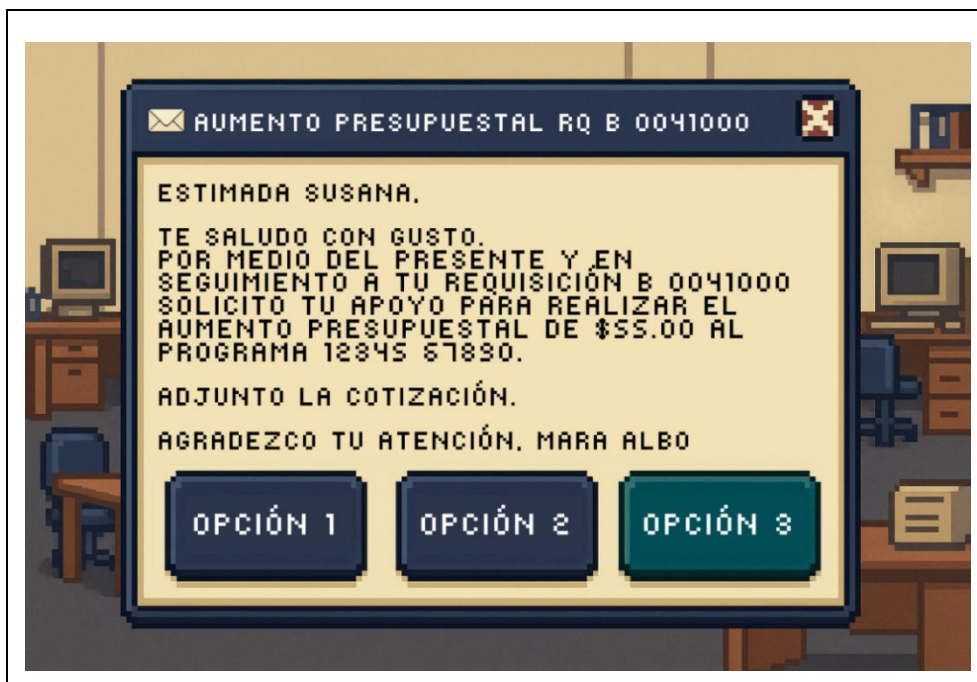 AUMENTO PRESUPUESTAL RQ B 0041000
ESTIMADA SUSANA,
TE SALUDO CON GUSTO.
POR MEDIO DEL PRESENTE Y EN
SEGUIMIENTO A TU REQUISICIÓN B 0041000
SOLICITO TU APOYO PARA REALIZAR EL
AUMENTO PRESUPUESTAL DE $55.00 AL
PROGRAMA 12345 67890.
ADJUNTO LA COTIZACIÓN.
AGRADEZCO TU ATENCIÓN, MARA ALBO
OPCIÓN 1
OPCIÓN 2
OPCIÓN 3